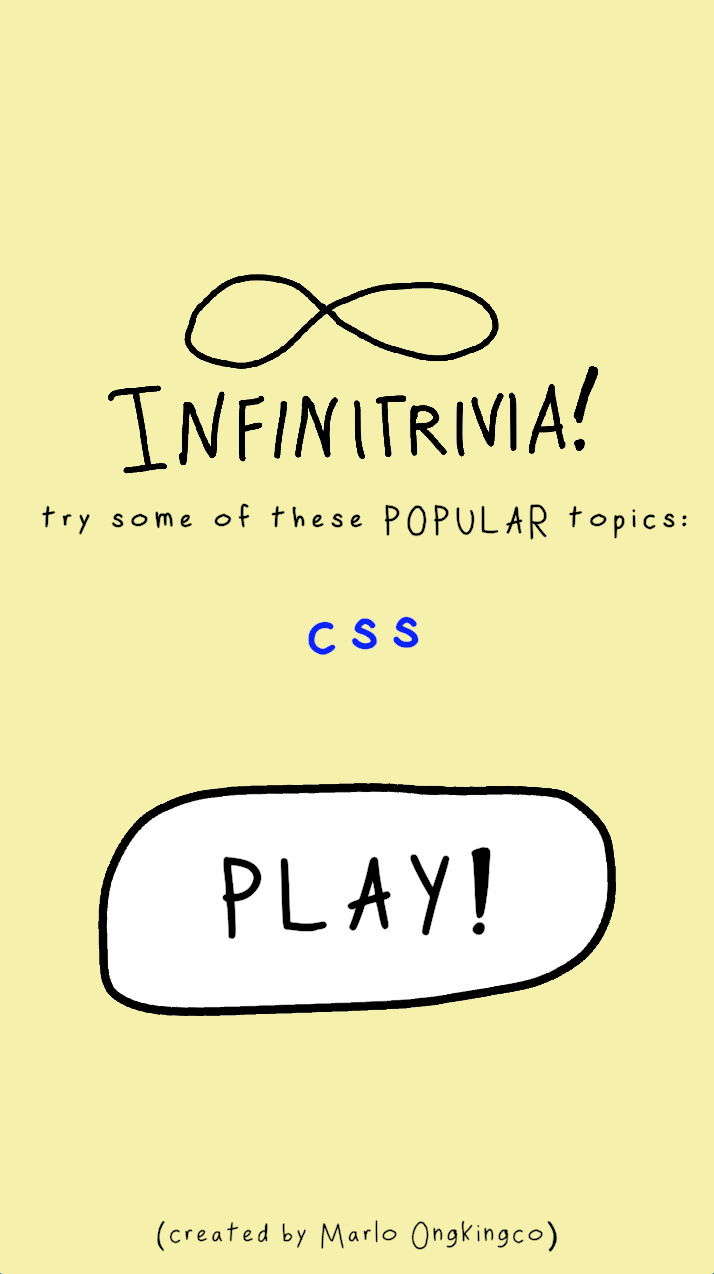 INFINITRIVIA!
try some of these POPULAR topics:
css
PLAY!
(created by Marlo Ongkingco)